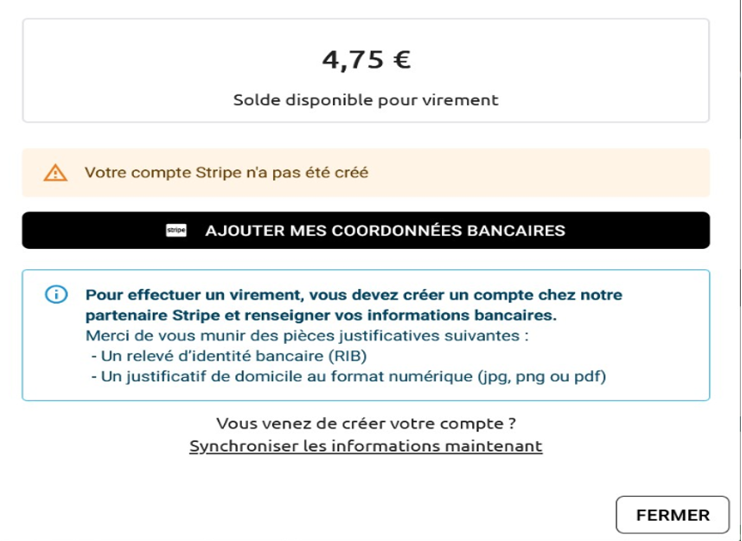 4,75 €
Solde disponible pour virement
Votre compte Stripe n'a pas été créé
stripe AJOUTER MES COORDONNÉES BANCAIRES
Pour effectuer un virement, vous devez créer un compte chez notre
partenaire Stripe et renseigner vos informations bancaires.
Merci de vous munir des pièces justificatives suivantes :
- Un relevé d'identité bancaire (RIB)
- Un justificatif de domicile au format numérique (jpg, png ou pdf)
Vous venez de créer votre compte ?
Synchroniser les informations maintenant
FERMER